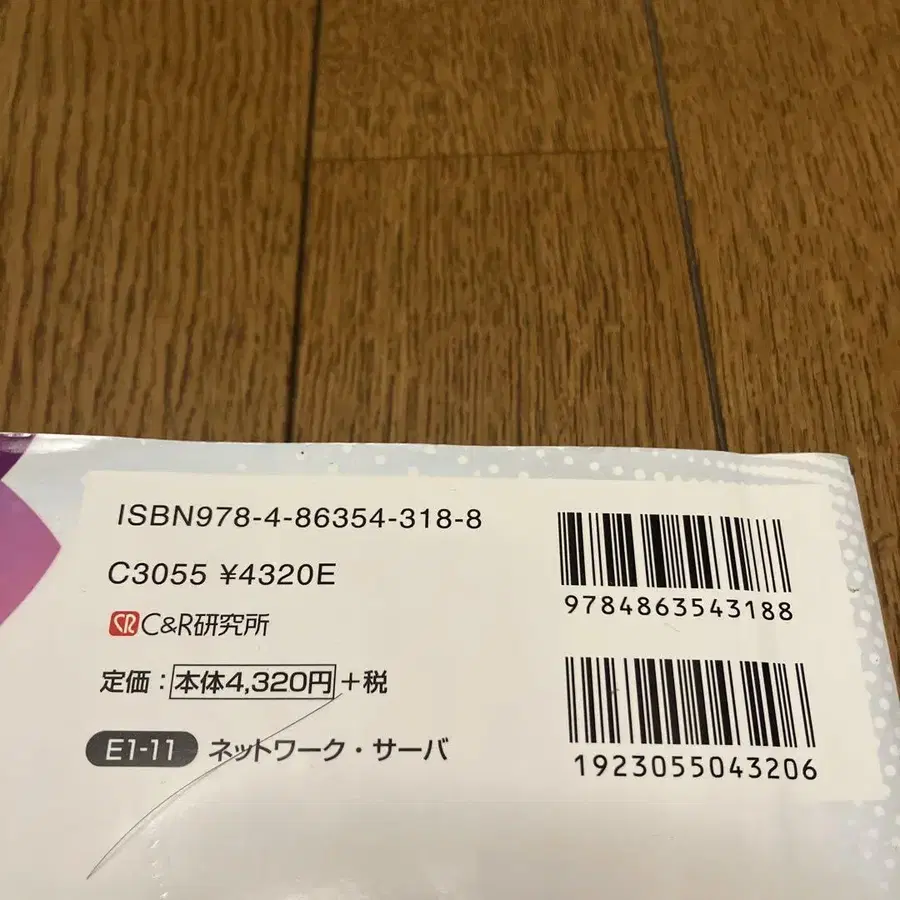 ISBN978-4-86354-318-8
C3055 ¥4320E
CR C&R研究所
定価：本体4,320円+税
E1-11 ネットワーク・サーバ
9784863543188
1923055043206